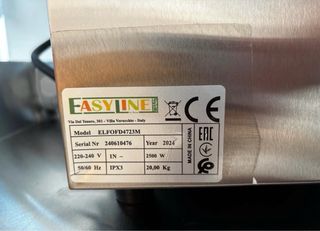 EASYLINE
Via Del Tesoro, 301 - Villa Verucchio - Italy
Model ELFOFD4723M
Serial Nr 240610476 Year 2024
220-240 V 1N ~ 2500 W
50/60 Hz IPX3 20,00 Kg
CE
MADE IN CHINA
EAC